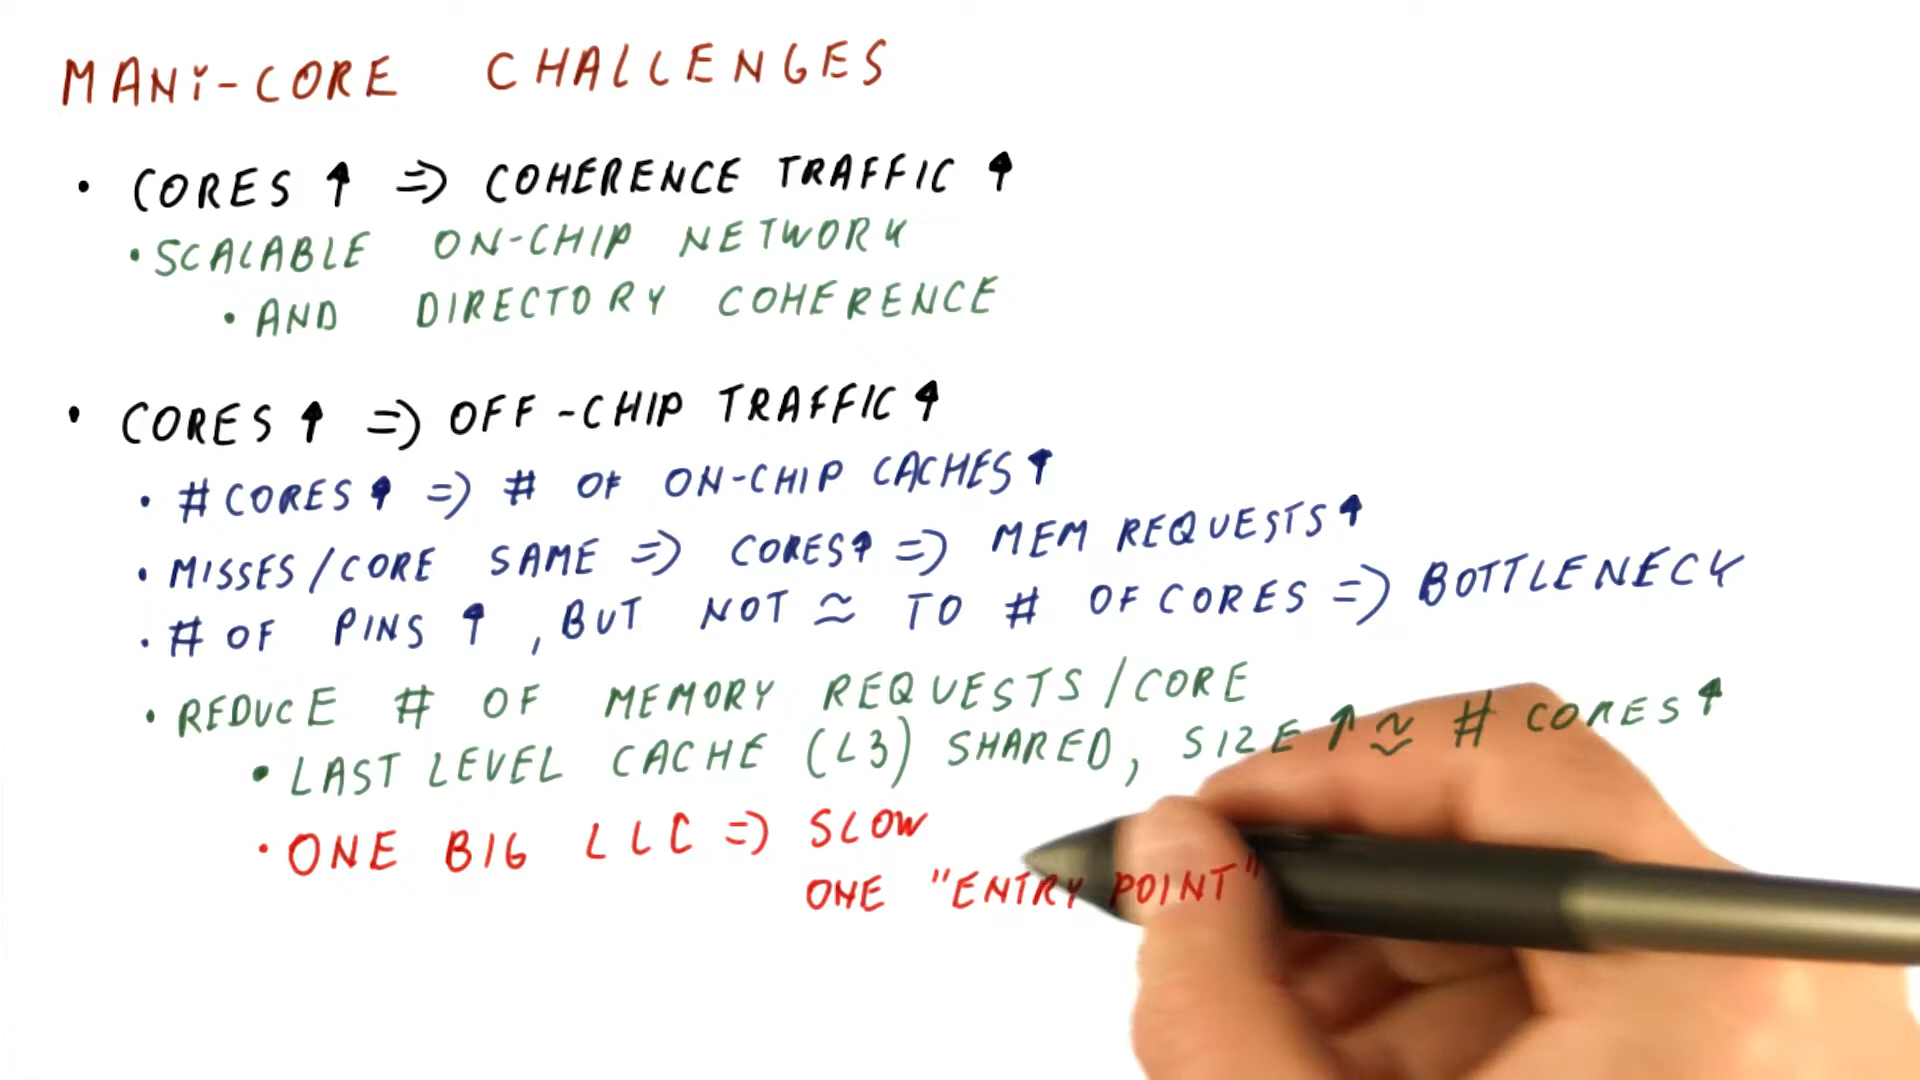 MANY-CORE CHALLENGES
• CORES ↑ => COHERENCE TRAFFIC ↑
• SCALABLE ON-CHIP NETWORK
• AND DIRECTORY COHERENCE
• CORES ↑ => OFF-CHIP TRAFFIC ↑
• # CORES ↑ => # OF ON-CHIP CACHES ↑
• MISSES/CORE SAME => CORES ↑ => MEM REQUESTS ↑
• # OF PINS ↑, BUT NOT ≈ TO # OF CORES => BOTTLENECK
• REDUCE # OF MEMORY REQUESTS/CORE
• LAST LEVEL CACHE (L3) SHARED, SIZE ↑ ≈ # CORES ↑
• ONE BIG LLC => SLOW
ONE "ENTRY POINT"